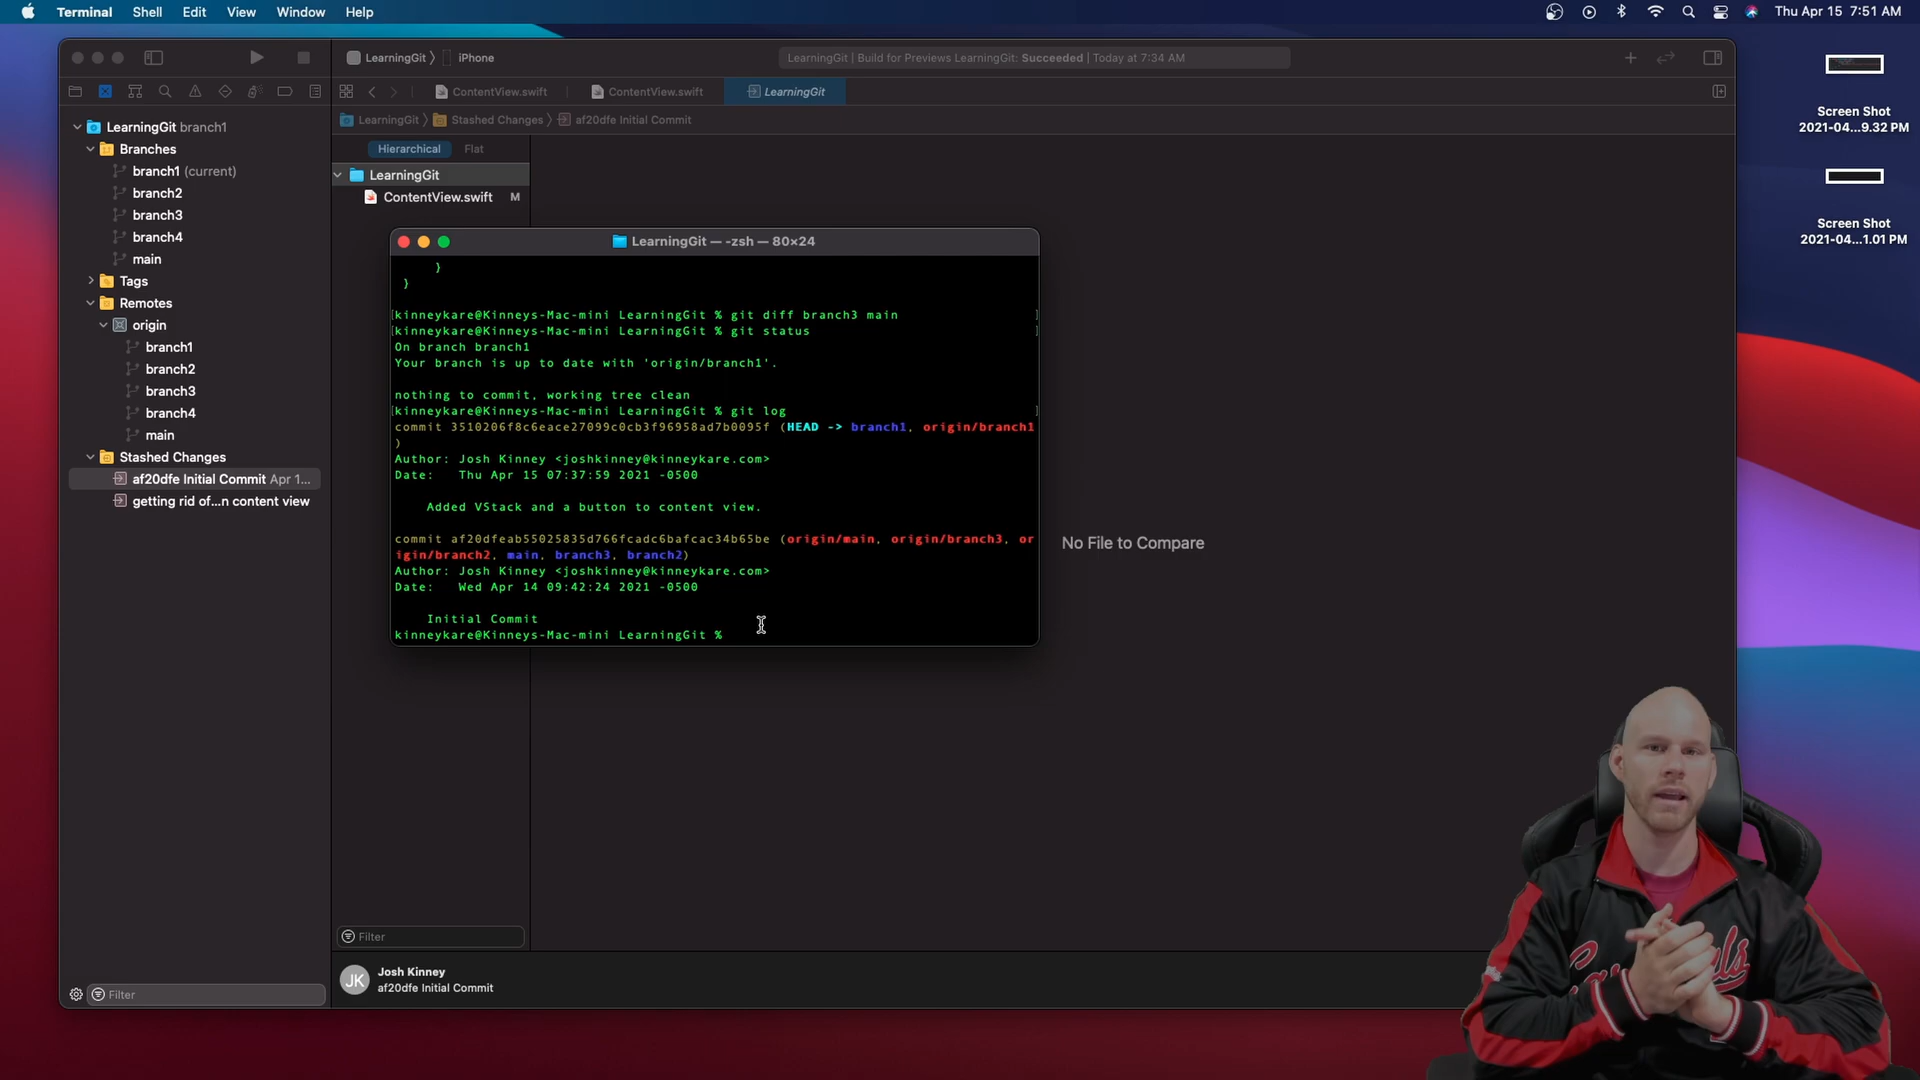 Terminal Shell Edit View Window Help
Thu Apr 15 7:51 AM
LearningGit iPhone
LearningGit | Build for Previews LearningGit: Succeeded | Today at 7:34 AM
ContentView.swift
ContentView.swift
LearningGit
LearningGit Stashed Changes af20dfe Initial Commit
LearningGit branch1
Branches
branch1 (current)
branch2
branch3
branch4
main
Tags
Remotes
origin
branch1
branch2
branch3
branch4
main
Stashed Changes
af20dfe Initial Commit Apr 1...
getting rid of...n content view
Filter
Hierarchical Flat
LearningGit
ContentView.swift M
LearningGit — -zsh — 80×24
}
}
[kinneykare@Kinneys-Mac-mini LearningGit % git diff branch3 main ]
[kinneykare@Kinneys-Mac-mini LearningGit % git status ]
On branch branch1
Your branch is up to date with 'origin/branch1'.
nothing to commit, working tree clean
[kinneykare@Kinneys-Mac-mini LearningGit % git log ]
commit 3510206f8c6eace27099c0cb3f96958ad7b0095f (HEAD -> branch1, origin/branch1
)
Author: Josh Kinney <joshkinney@kinneykare.com>
Date: Thu Apr 15 07:37:59 2021 -0500
Added VStack and a button to content view.
commit af20dfeab55025835d766fcadc6bafcac34b65be (origin/main, origin/branch3, or
igin/branch2, main, branch3, branch2)
Author: Josh Kinney <joshkinney@kinneykare.com>
Date: Wed Apr 14 09:42:24 2021 -0500
Initial Commit
kinneykare@Kinneys-Mac-mini LearningGit %
No File to Compare
Filter
JK
Josh Kinney
af20dfe Initial Commit
Screen Shot
2021-04...9.32 PM
Screen Shot
2021-04...1.01 PM